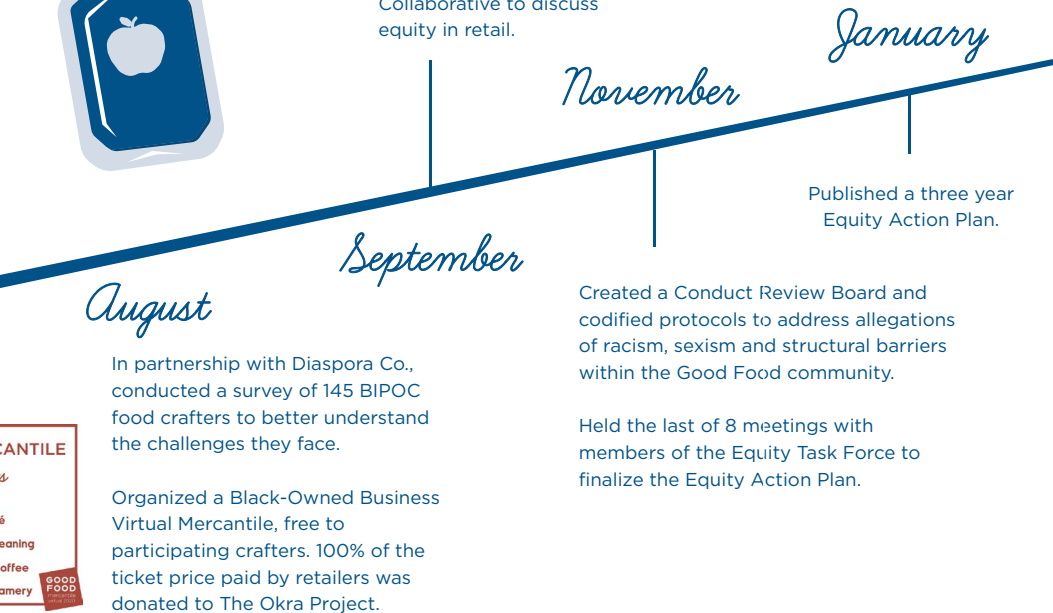 Collaborative to discuss
equity in retail.
January
November
Published a three year
Equity Action Plan.
September
August
In partnership with Diaspora Co.,
conducted a survey of 145 BIPOC
food crafters to better understand
the challenges they face.
Organized a Black-Owned Business
Virtual Mercantile, free to
participating crafters. 100% of the
ticket price paid by retailers was
donated to The Okra Project.
Created a Conduct Review Board and
codified protocols to address allegations
of racism, sexism and structural barriers
within the Good Food community.
Held the last of 8 meetings with
members of the Equity Task Force to
finalize the Equity Action Plan.
CANTILE
s
é
eaning
offee
amery
GOOD
FOOD
mercantile